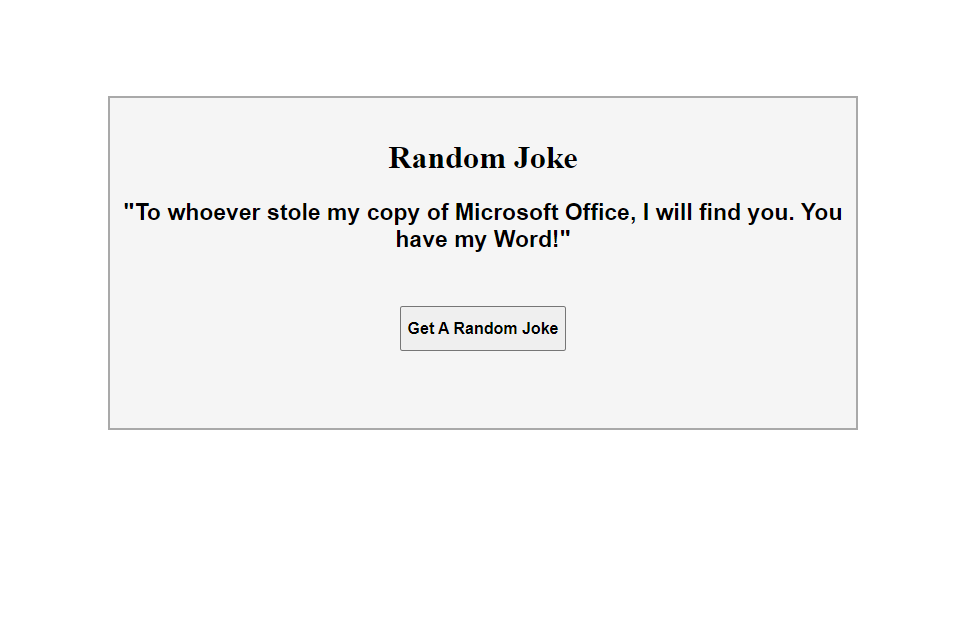 Random Joke
"To whoever stole my copy of Microsoft Office, I will find you. You
have my Word!"
Get A Random Joke